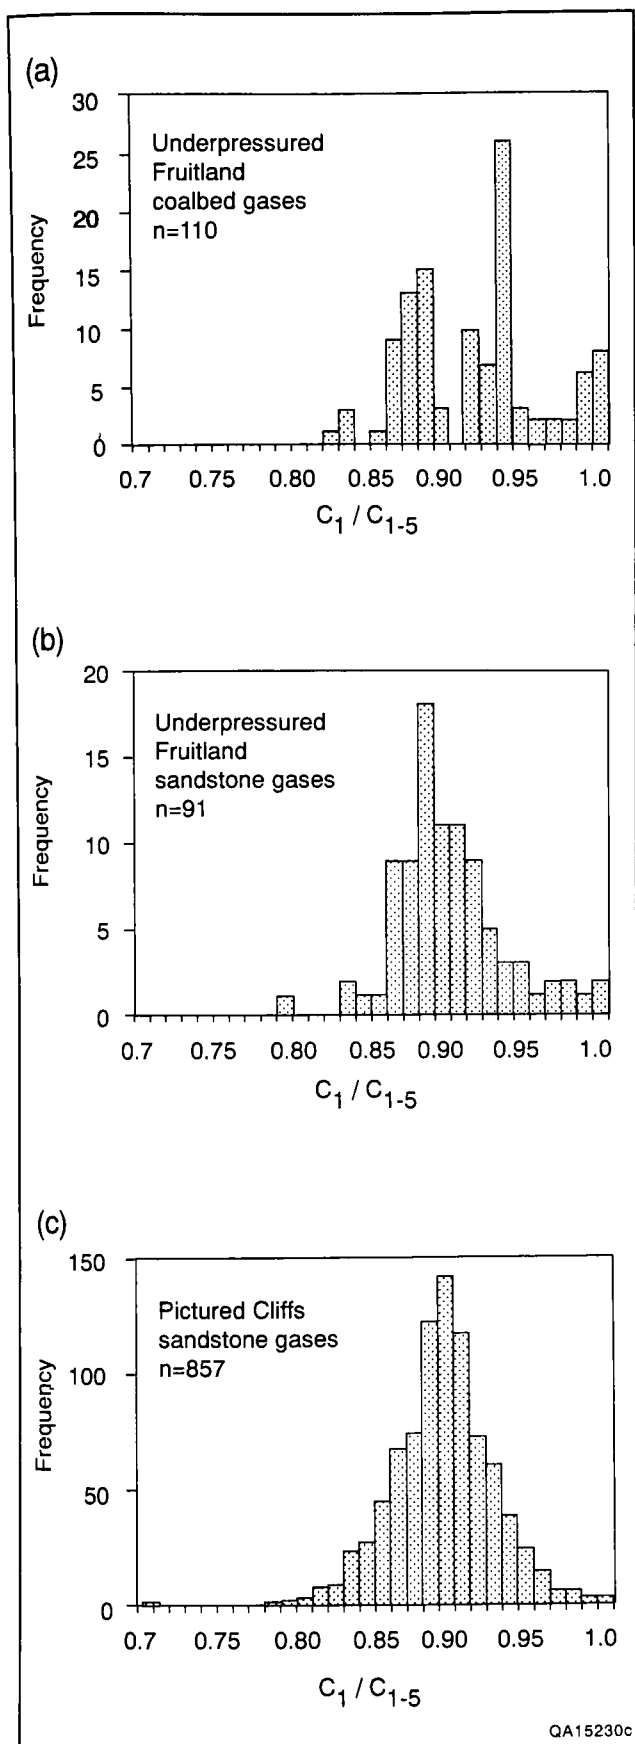 (a)
30
25
20
15
10
5
0
Frequency
Underpressured
Fruitland
coalbed gases
n=110
0.7 0.75 0.80 0.85 0.90 0.95 1.0
C₁ / C₁₋₅
(b)
20
15
10
5
0
Frequency
Underpressured
Fruitland
sandstone gases
n=91
0.7 0.75 0.80 0.85 0.90 0.95 1.0
C₁ / C₁₋₅
(c)
150
100
50
0
Frequency
Pictured Cliffs
sandstone gases
n=857
0.7 0.75 0.80 0.85 0.90 0.95 1.0
C₁ / C₁₋₅
QA15230c